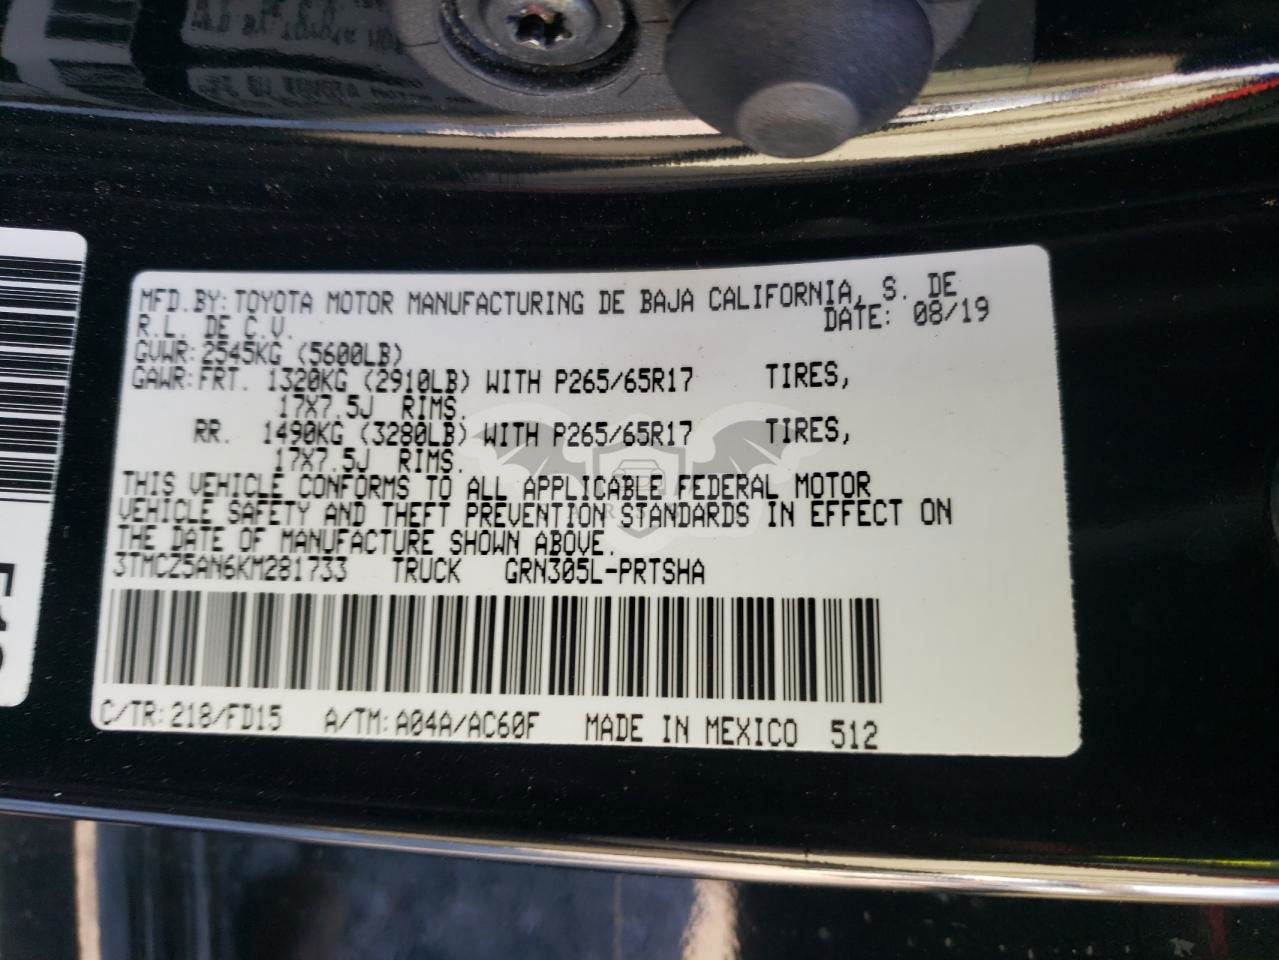 MFD.BY: TOYOTA MOTOR MANUFACTURING DE BAJA CALIFORNIA, S. DE
R.L. DE C.V. DATE: 08/19
GVWR: 2545KG (5600LB)
GAWR: FRT. 1320KG (2910LB) WITH P265/65R17 TIRES,
17X7.5J RIMS.
RR. 1490KG (3280LB) WITH P265/65R17 TIRES,
17X7.5J RIMS.
THIS VEHICLE CONFORMS TO ALL APPLICABLE FEDERAL MOTOR
VEHICLE SAFETY AND THEFT PREVENTION STANDARDS IN EFFECT ON
THE DATE OF MANUFACTURE SHOWN ABOVE.
3TMCZ5AN6KM281733 TRUCK GRN305L-PRTSHA
C/TR: 218/FD15 A/TM: A04A/AC60F MADE IN MEXICO 512